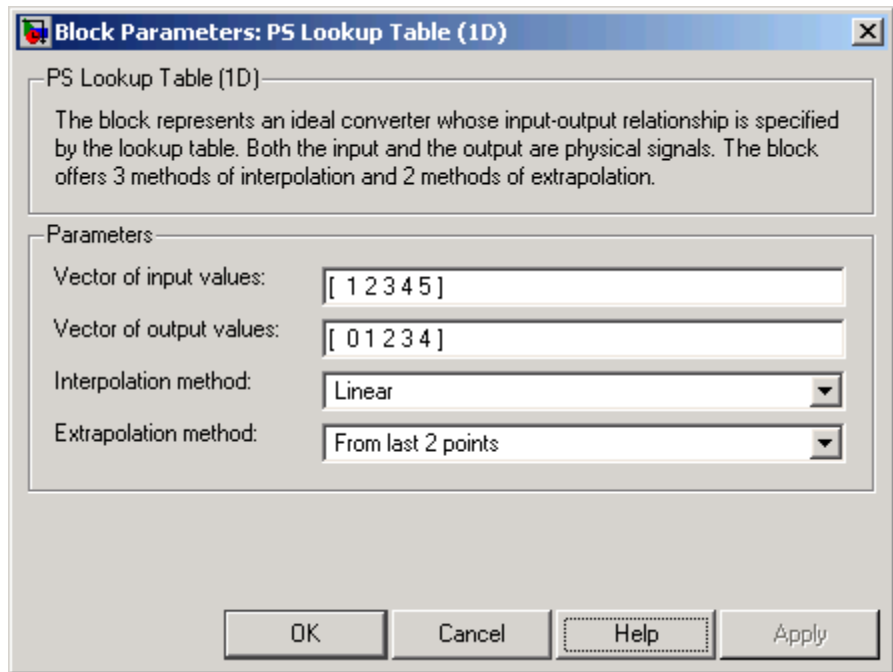 Block Parameters: PS Lookup Table (1D)
PS Lookup Table (1D)
The block represents an ideal converter whose input-output relationship is specified
by the lookup table. Both the input and the output are physical signals. The block
offers 3 methods of interpolation and 2 methods of extrapolation.
Parameters
Vector of input values: [ 1 2 3 4 5 ]
Vector of output values: [ 0 1 2 3 4 ]
Interpolation method: Linear
Extrapolation method: From last 2 points
OK Cancel Help Apply